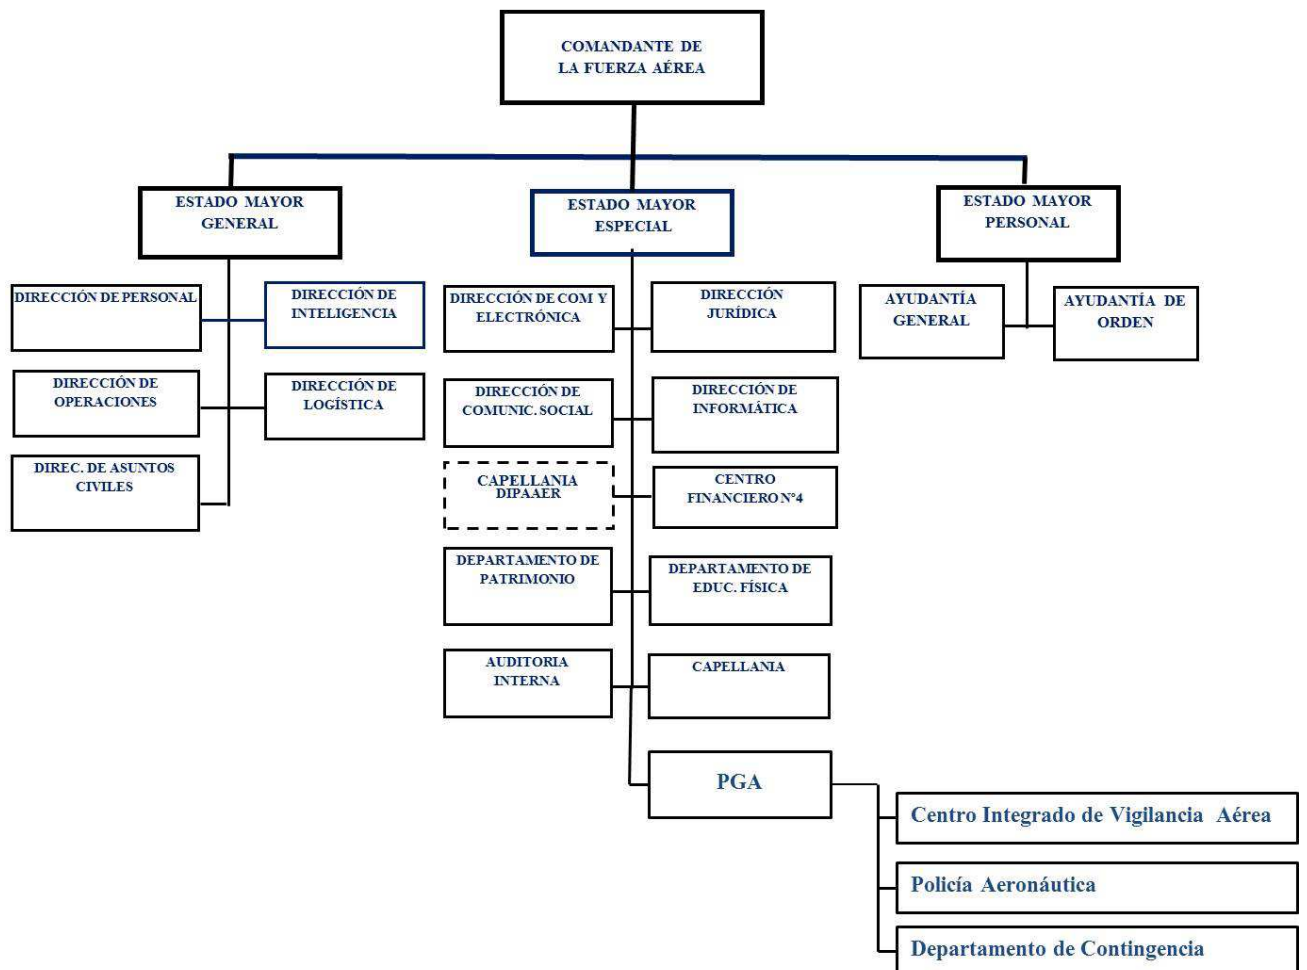 COMANDANTE DE
LA FUERZA AÉREA
ESTADO MAYOR
GENERAL
ESTADO MAYOR
ESPECIAL
ESTADO MAYOR
PERSONAL
DIRECCIÓN DE PERSONAL
DIRECCIÓN DE
INTELIGENCIA
DIRECCIÓN DE
OPERACIONES
DIRECCIÓN DE
LOGÍSTICA
DIREC. DE ASUNTOS
CIVILES
DIRECCIÓN DE COM Y
ELECTRÓNICA
DIRECCIÓN
JURÍDICA
DIRECCIÓN DE
COMUNIC. SOCIAL
DIRECCIÓN DE
INFORMÁTICA
CAPELLANIA
DIPAAER
CENTRO
FINANCIERO Nº4
DEPARTAMENTO DE
PATRIMONIO
DEPARTAMENTO DE
EDUC. FÍSICA
AUDITORIA
INTERNA
CAPELLANIA
PGA
AYUDANTÍA
GENERAL
AYUDANTÍA DE
ORDEN
Centro Integrado de Vigilancia Aérea
Policía Aeronáutica
Departamento de Contingencia